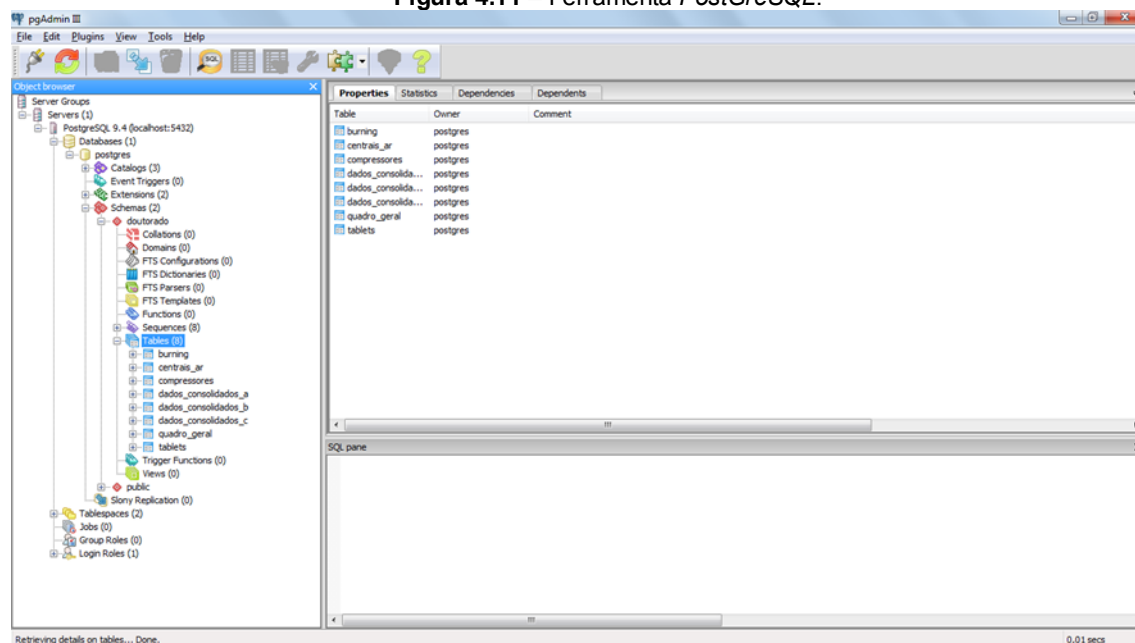 Figura 4.11 – Ferramenta PostGreSQL.
pgAdmin III
File Edit Plugins View Tools Help
SQL
Object browser
Server Groups
Servers (1)
PostgreSQL 9.4 (localhost:5432)
Databases (1)
postgres
Catalogs (3)
Event Triggers (0)
Extensions (2)
Schemas (2)
doutorado
Collations (0)
Domains (0)
FTS Configurations (0)
FTS Dictionaries (0)
FTS Parsers (0)
FTS Templates (0)
Functions (0)
Sequences (8)
Tables (8)
burning
centrais_ar
compressores
dados_consolidados_a
dados_consolidados_b
dados_consolidados_c
quadro_geral
tablets
Trigger Functions (0)
Views (0)
public
Slony Replication (0)
Tablespaces (2)
Jobs (0)
Group Roles (0)
Login Roles (1)
Properties Statistics Dependencies Dependents
Table Owner Comment
burning postgres
centrais_ar postgres
compressores postgres
dados_consolida... postgres
dados_consolida... postgres
dados_consolida... postgres
quadro_geral postgres
tablets postgres
SQL pane
Retrieving details on tables... Done. 0.01 secs